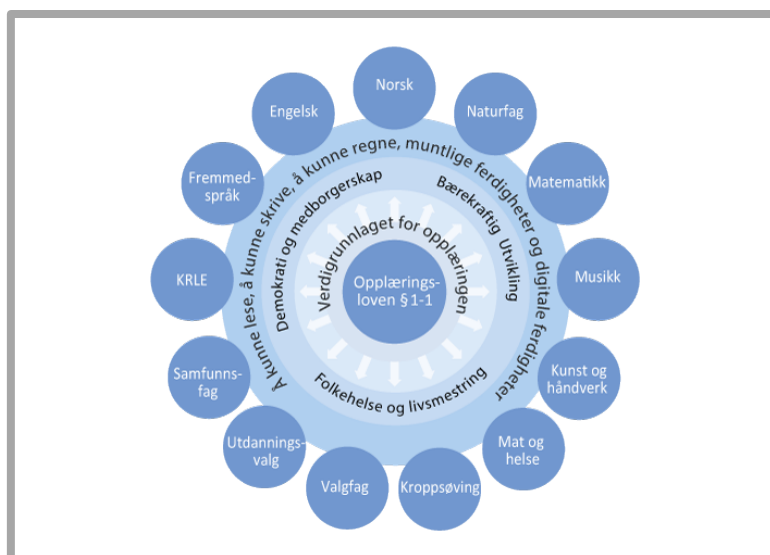 Norsk
Naturfag
Matematikk
Musikk
Kunst og
håndverk
Mat og
helse
Kroppsøving
Valgfag
Utdannings-
valg
Samfunns-
fag
KRLE
Fremmed-
språk
Engelsk
Å kunne lese, å kunne skrive, å kunne regne, muntlige ferdigheter og digitale ferdigheter
Demokrati og medborgerskap
Bærekraftig Utvikling
Folkehelse og livsmestring
Verdigrunnlaget for opplæringen
Opplærings-
loven § 1-1